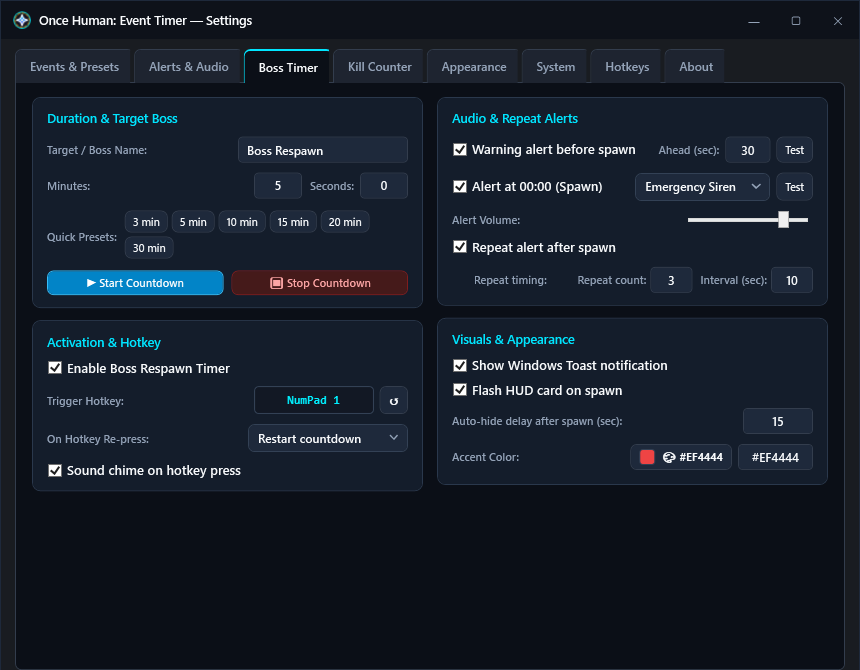 Once Human: Event Timer — Settings
Events & Presets Alerts & Audio Boss Timer Kill Counter Appearance System Hotkeys About
Duration & Target Boss
Target / Boss Name: Boss Respawn
Minutes: 5 Seconds: 0
Quick Presets: 3 min 5 min 10 min 15 min 20 min
30 min
▶ Start Countdown Stop Countdown
Activation & Hotkey
Enable Boss Respawn Timer
Trigger Hotkey: NumPad 1 ↺
On Hotkey Re-press: Restart countdown
Sound chime on hotkey press
Audio & Repeat Alerts
Warning alert before spawn Ahead (sec): 30 Test
Alert at 00:00 (Spawn) Emergency Siren Test
Alert Volume:
Repeat alert after spawn
Repeat timing: Repeat count: 3 Interval (sec): 10
Visuals & Appearance
Show Windows Toast notification
Flash HUD card on spawn
Auto-hide delay after spawn (sec): 15
Accent Color: #EF4444 #EF4444